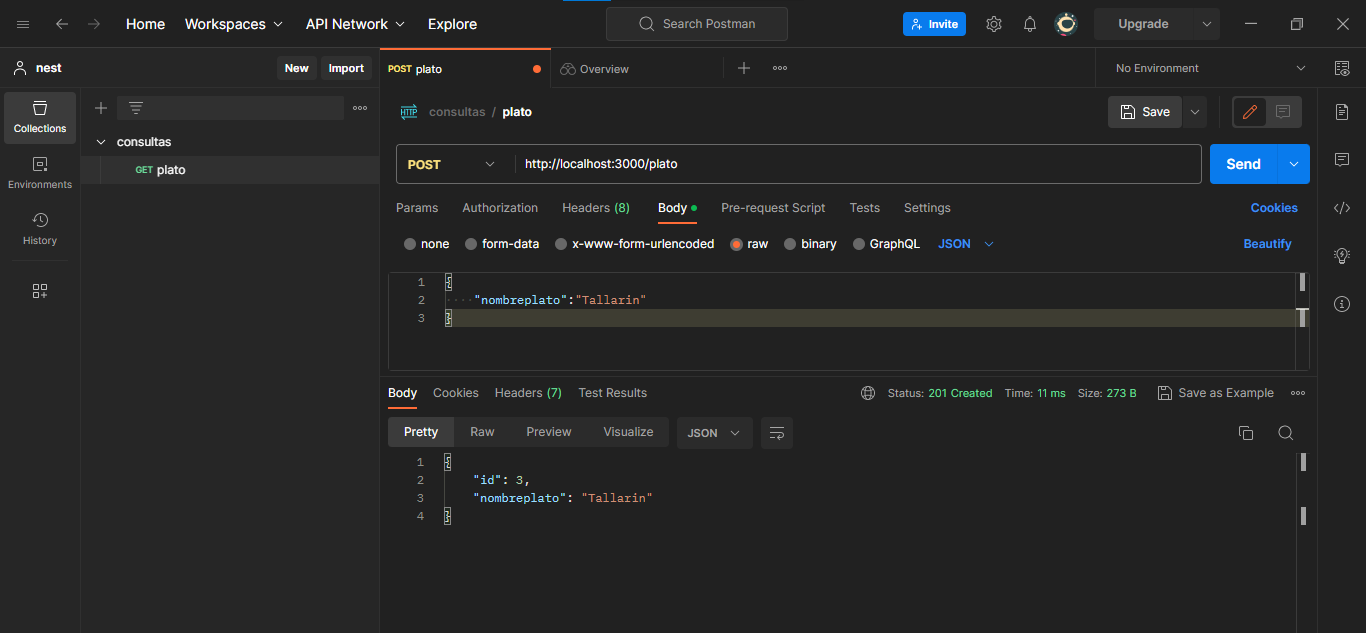 Home Workspaces API Network Explore Search Postman Invite Upgrade
nest New Import POST plato Overview No Environment
Collections
Environments
History
consultas
GET plato
consultas / plato Save
POST http://localhost:3000/plato Send
Params Authorization Headers (8) Body Pre-request Script Tests Settings Cookies
none form-data x-www-form-urlencoded raw binary GraphQL JSON Beautify
1 {
2 ····"nombreplato":"Tallarin"
3 }
Body Cookies Headers (7) Test Results Status: 201 Created Time: 11 ms Size: 273 B Save as Example
Pretty Raw Preview Visualize JSON
1 {
2 "id": 3,
3 "nombreplato": "Tallarin"
4 }